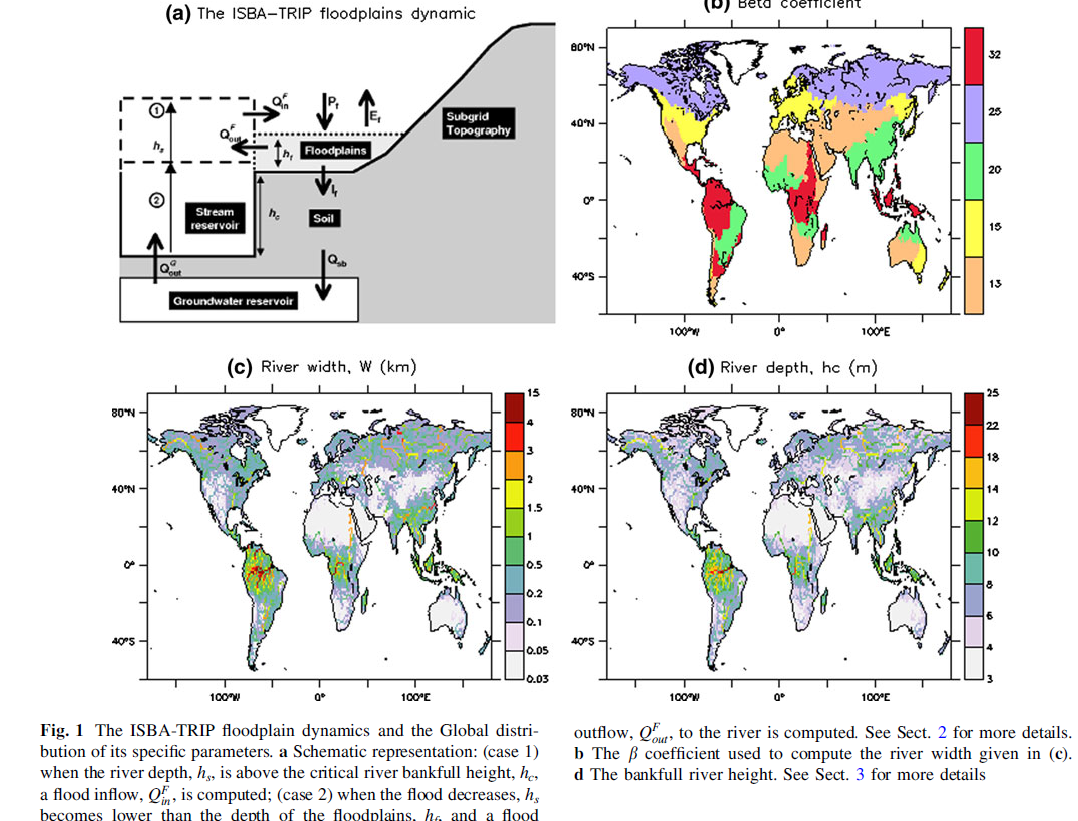 (a) The ISBA–TRIP floodplains dynamic
1
h_s
2
Q^F_in
Q^F_out
P_f
E_f
h_f
Floodplains
Subgrid
Topography
I_f
Stream
reservoir
h_c
Soil
Q^G_out
Q_sb
Groundwater reservoir
(b) Beta coefficient
80°N
40°N
0°
40°S
100°W
0°
100°E
32
25
20
15
13
(c) River width, W (km)
80°N
40°N
0°
40°S
100°W
0°
100°E
15
4
3
2
1.5
1
0.5
0.2
0.1
0.05
0.03
(d) River depth, hc (m)
80°N
40°N
0°
40°S
100°W
0°
100°E
25
22
18
14
12
10
8
6
4
3
Fig. 1 The ISBA-TRIP floodplain dynamics and the Global distri-
bution of its specific parameters. a Schematic representation: (case 1)
when the river depth, h_s, is above the critical river bankfull height, h_c,
a flood inflow, Q^F_in, is computed; (case 2) when the flood decreases, h_s
becomes lower than the depth of the floodplains, h_f, and a flood
outflow, Q^F_out, to the river is computed. See Sect. 2 for more details.
b The β coefficient used to compute the river width given in (c).
d The bankfull river height. See Sect. 3 for more details